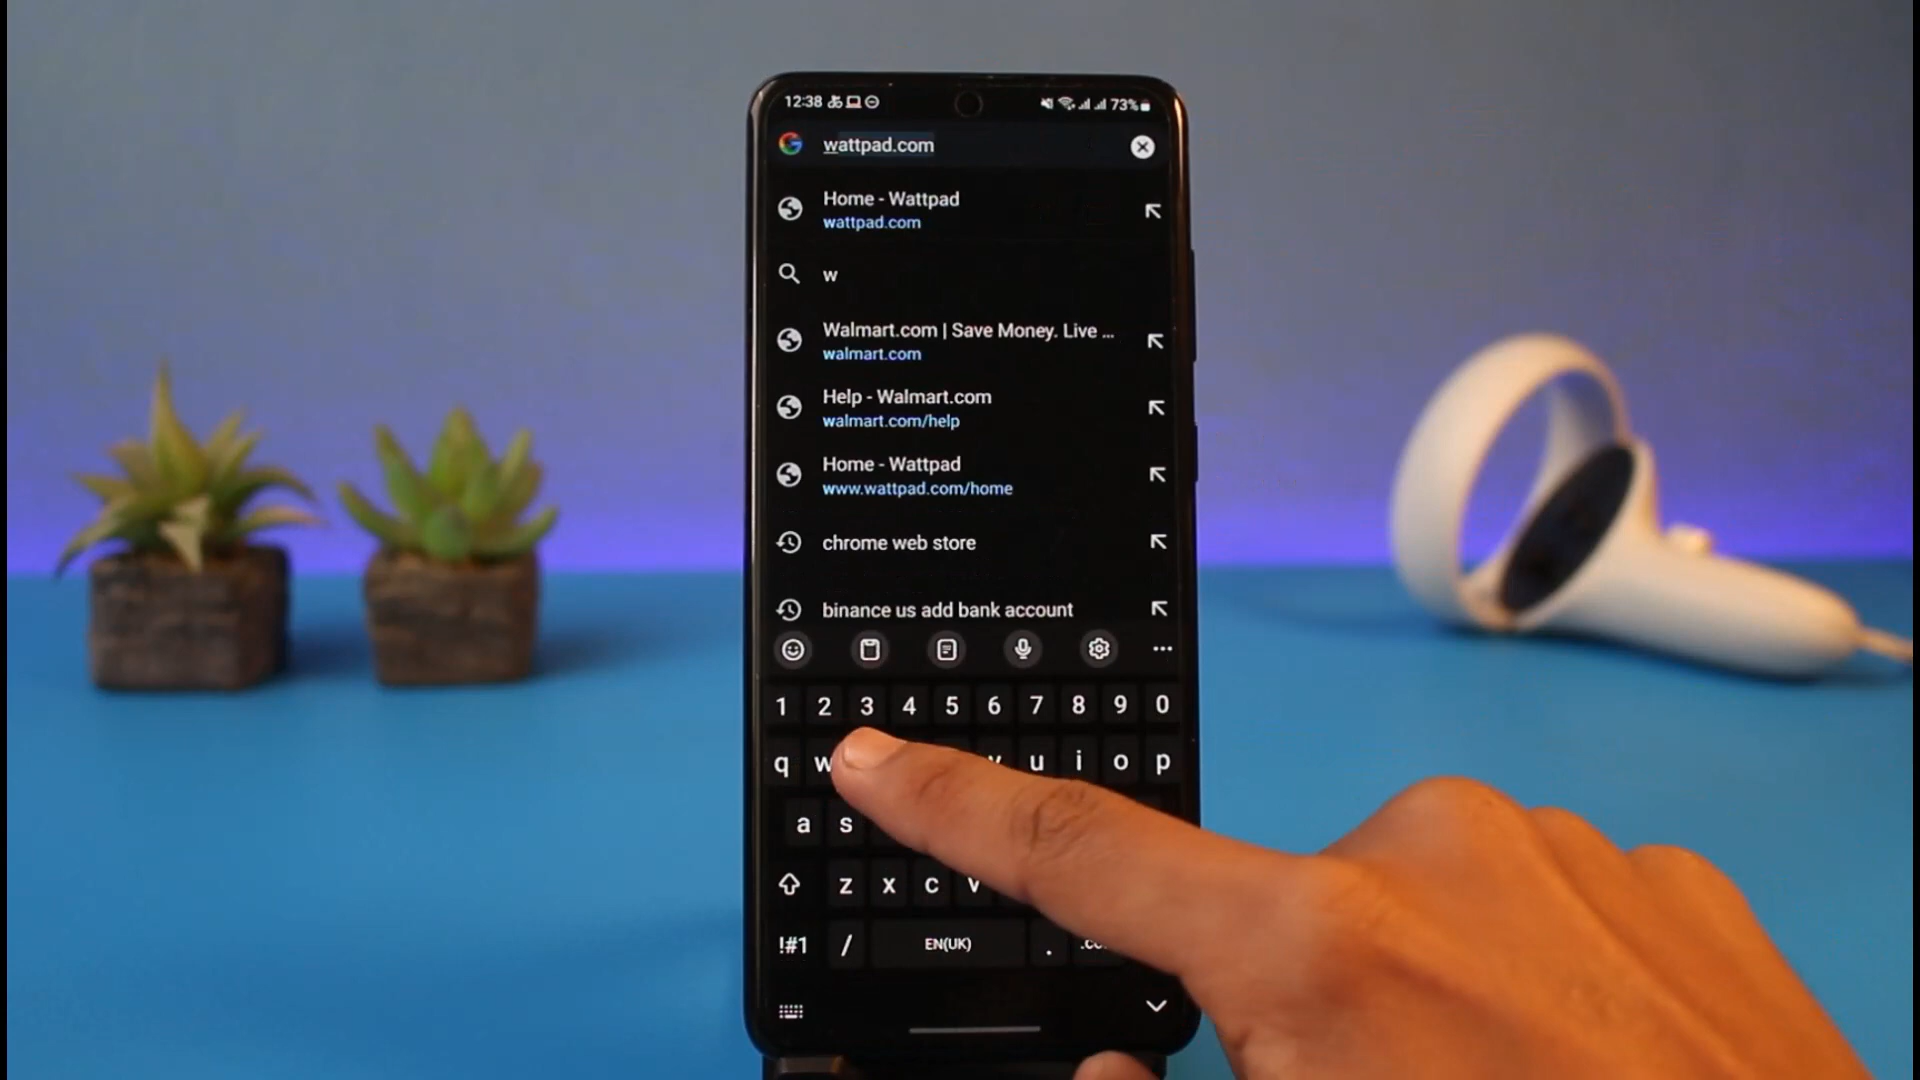 12:38 あ 73%
wattpad.com
Home - Wattpad
wattpad.com
w
Walmart.com | Save Money. Live ...
walmart.com
Help - Walmart.com
walmart.com/help
Home - Wattpad
www.wattpad.com/home
chrome web store
binance us add bank account
1 2 3 4 5 6 7 8 9 0
q w u i o p
a s
z x c v
!#1 / EN(UK) .